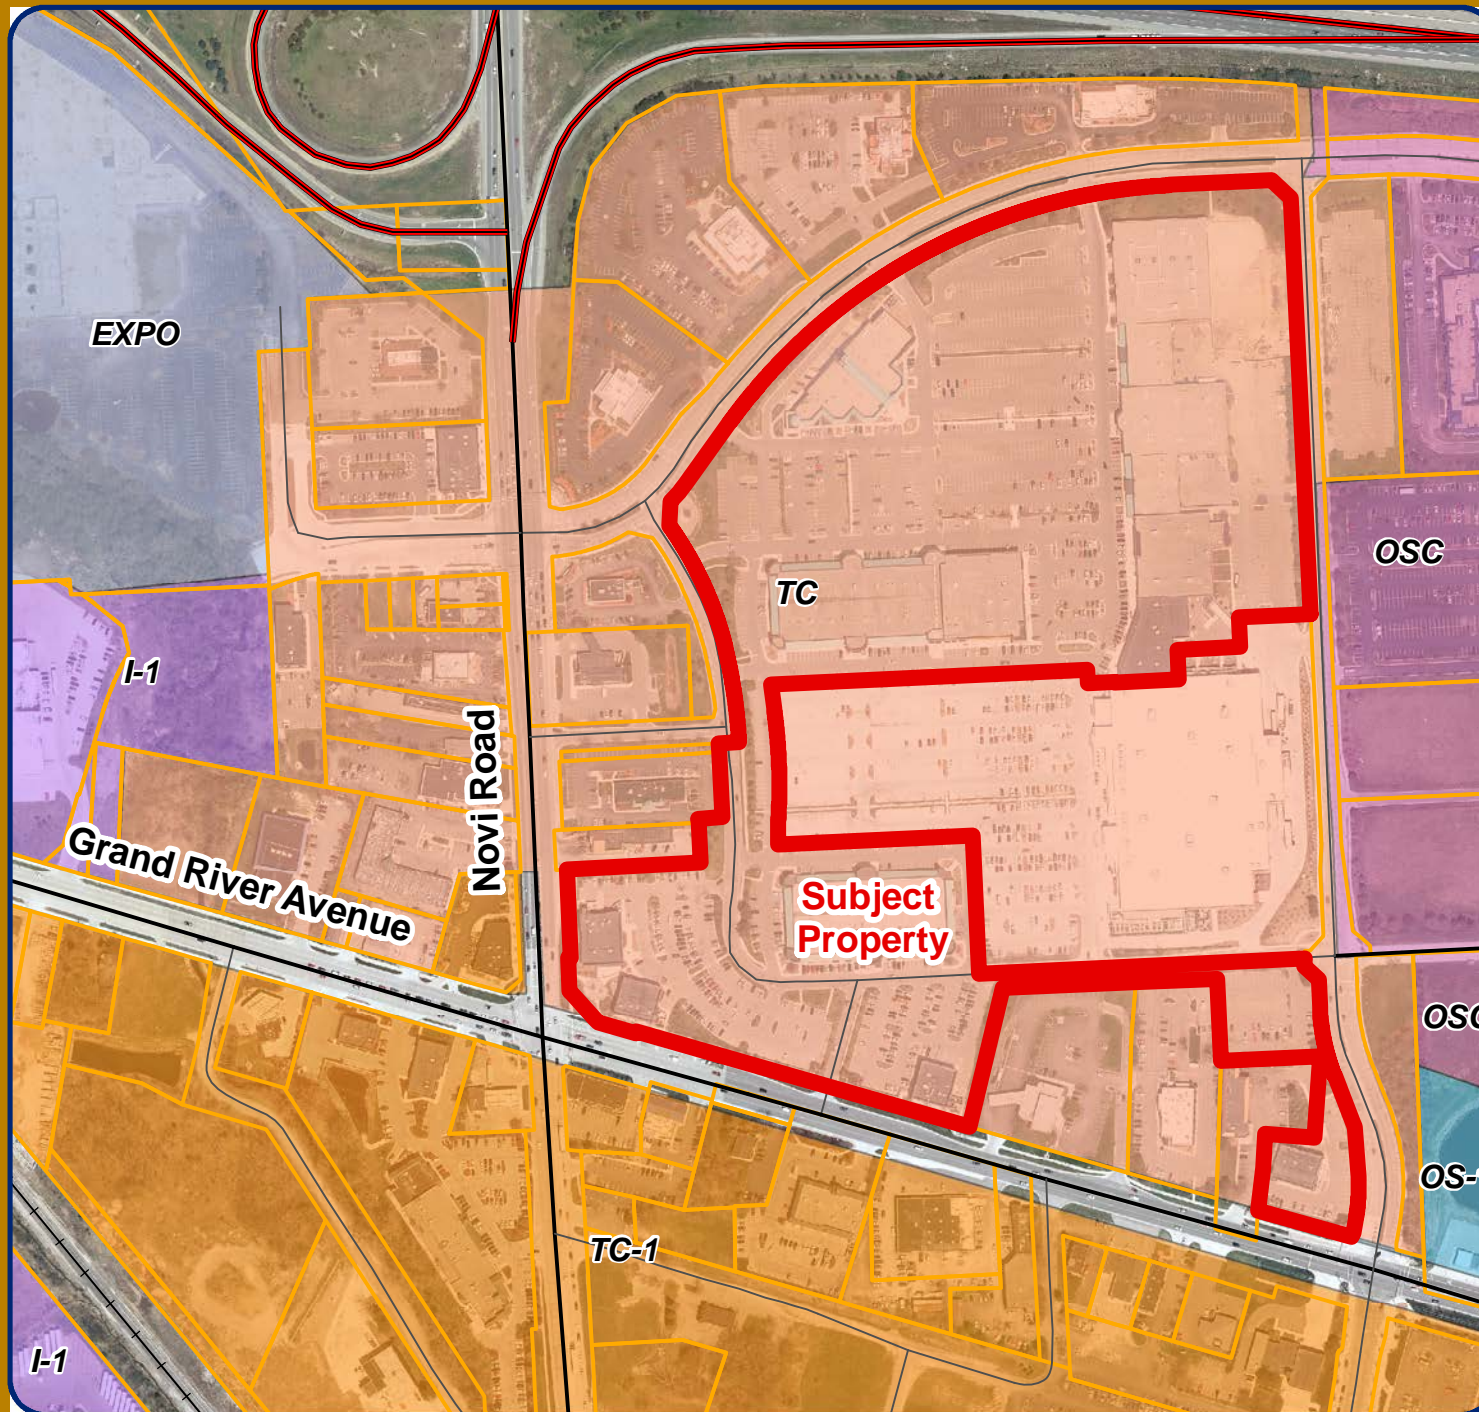 EXPO
OSC
TC
I-1
Novi Road
Grand River Avenue
Subject
Property
OSC
OS-
TC-1
I-1